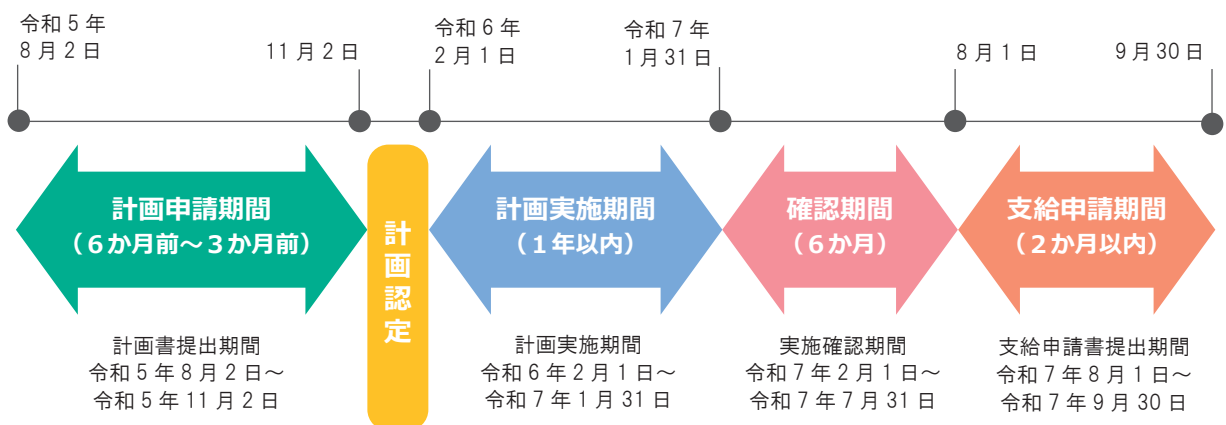 令和5年
8月2日
11月2日
令和6年
2月1日
令和7年
1月31日
8月1日
9月30日
計画申請期間
（6か月前～3か月前）
計画認定
計画実施期間
（1年以内）
確認期間
（6か月）
支給申請期間
（2か月以内）
計画書提出期間
令和5年8月2日～
令和5年11月2日
計画実施期間
令和6年2月1日～
令和7年1月31日
実施確認期間
令和7年2月1日～
令和7年7月31日
支給申請書提出期間
令和7年8月1日～
令和7年9月30日